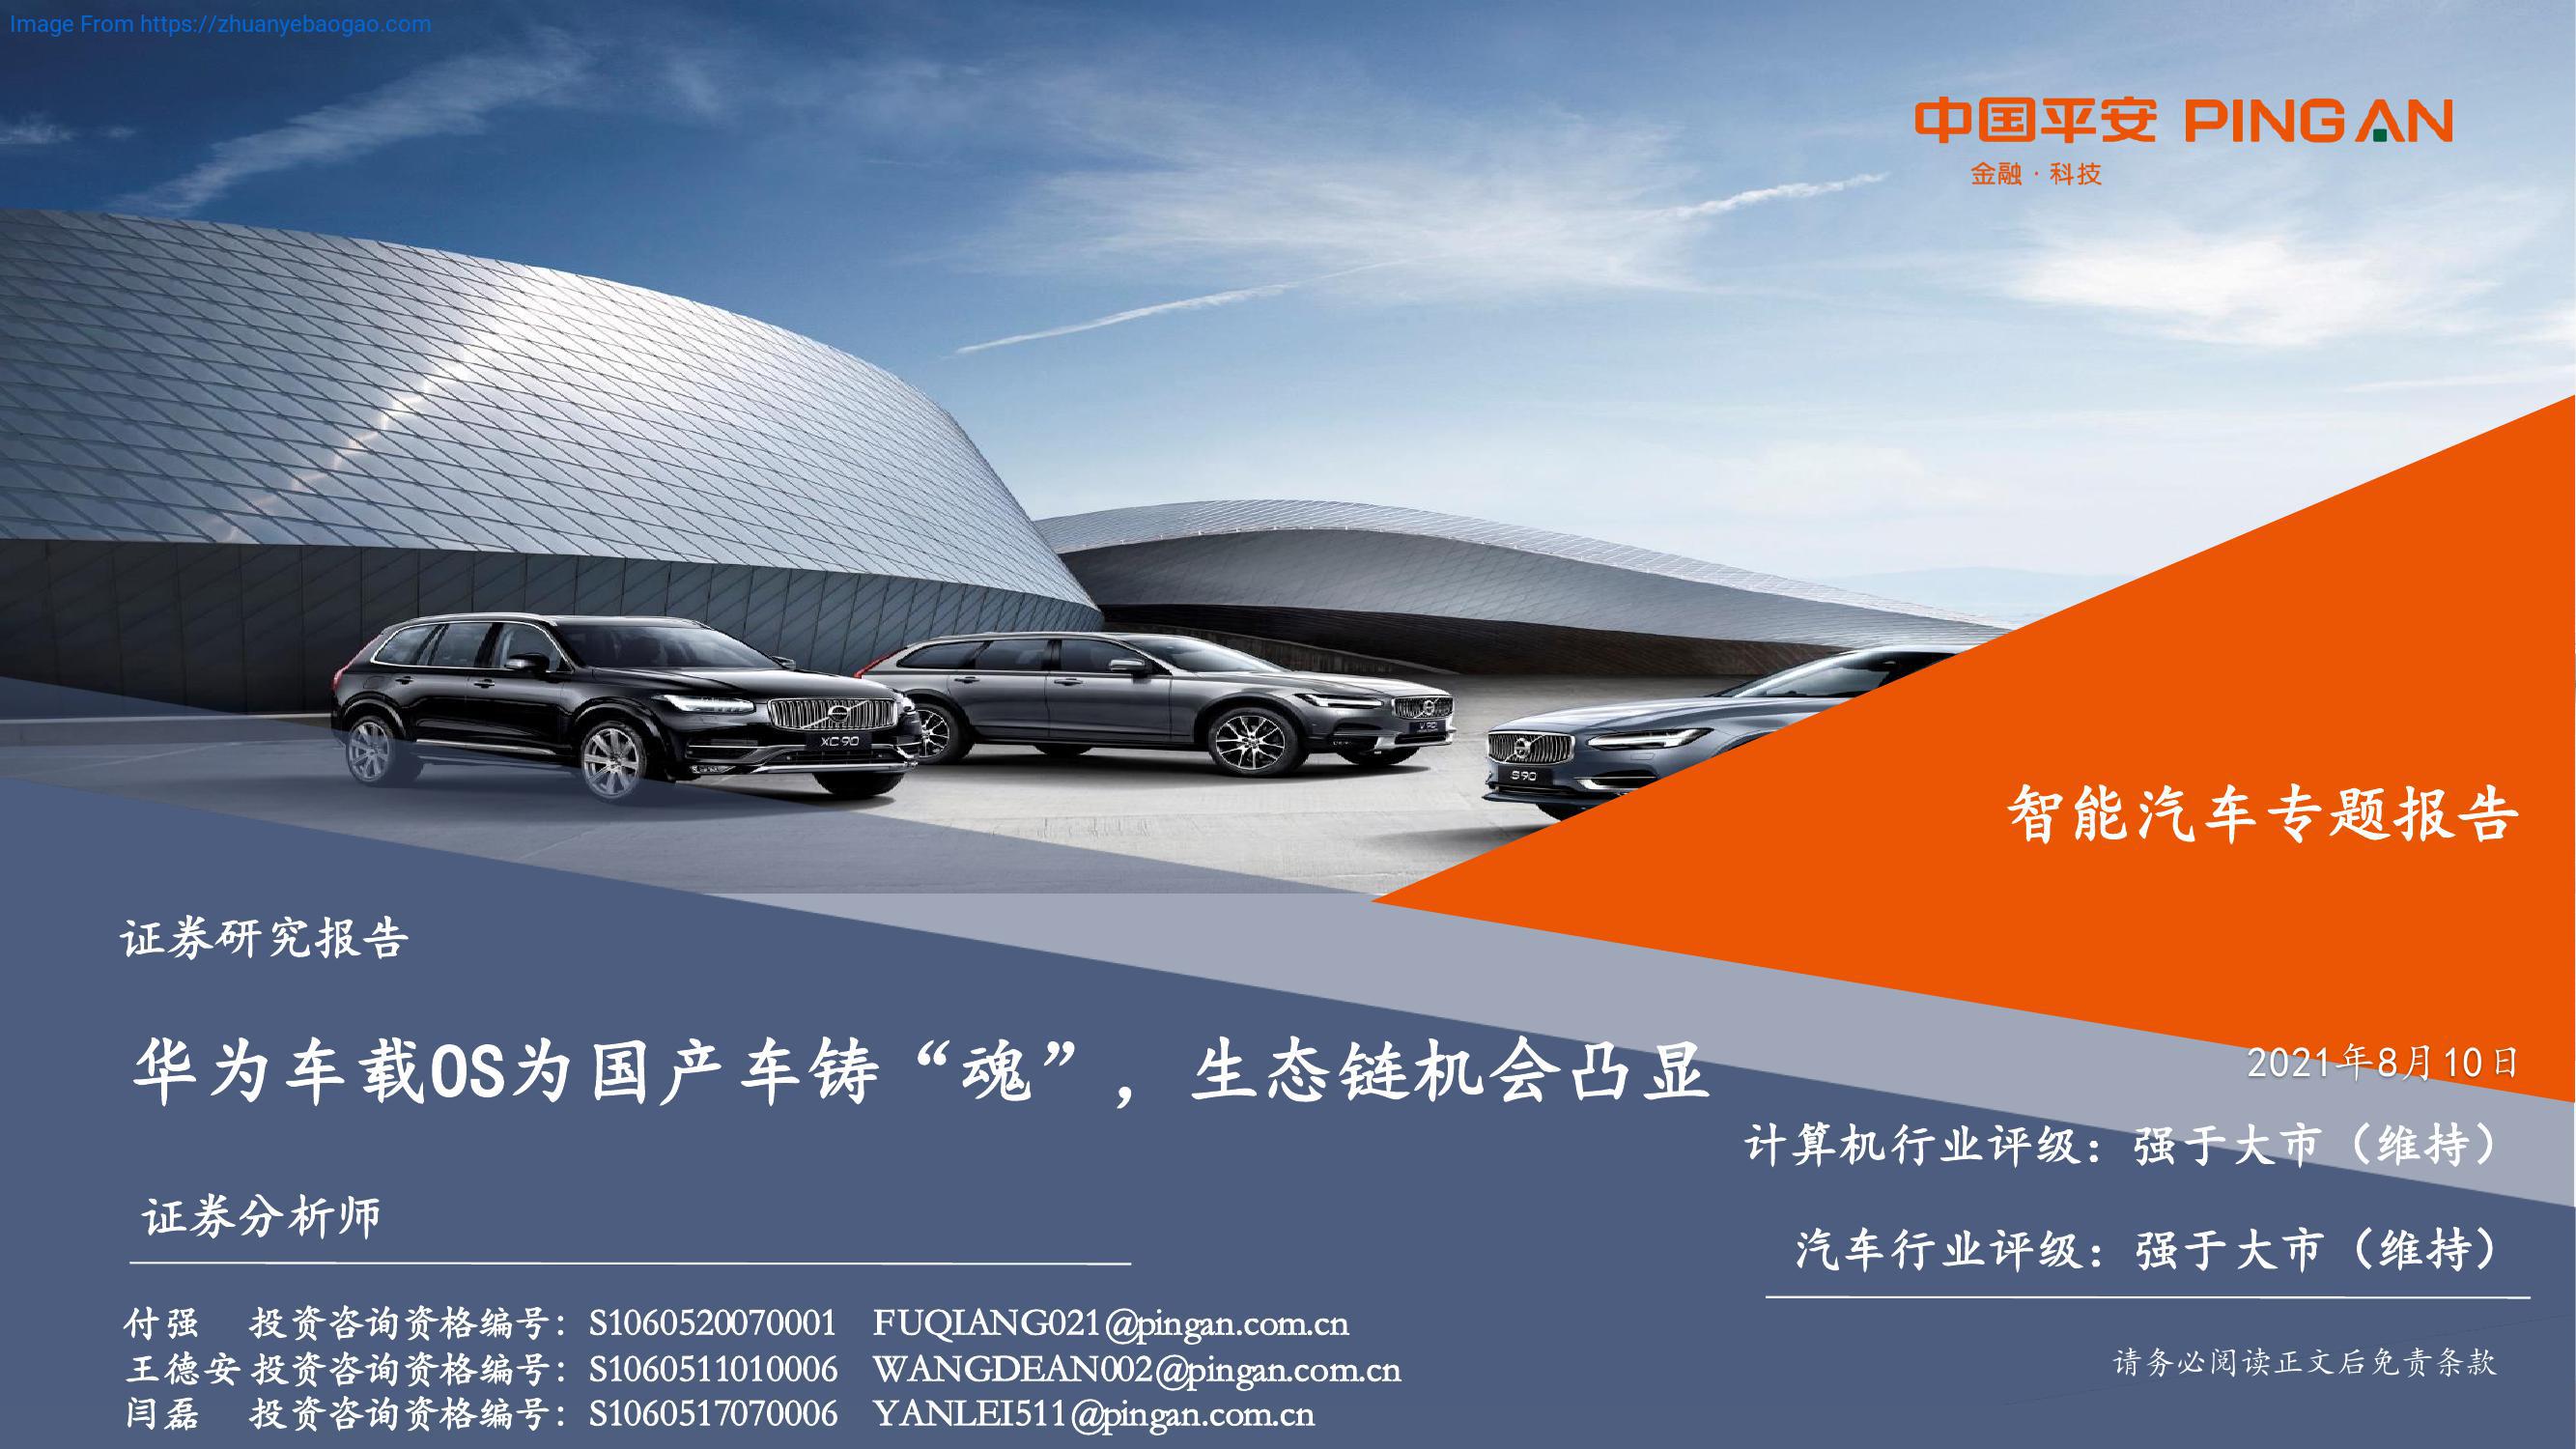 Image From https://zhuanyebaogao.com
中国平安 PINGAN
金融·科技
XC 90
S 90
智能汽车专题报告
证券研究报告
华为车载OS为国产车铸“魂”，生态链机会凸显
2021年8月10日
计算机行业评级：强于大市（维持）
证券分析师
汽车行业评级：强于大市（维持）
付强 投资咨询资格编号：S1060520070001 FUQIANG021@pingan.com.cn
王德安 投资咨询资格编号：S1060511010006 WANGDEAN002@pingan.com.cn
闫磊 投资咨询资格编号：S1060517070006 YANLEI511@pingan.com.cn
请务必阅读正文后免责条款